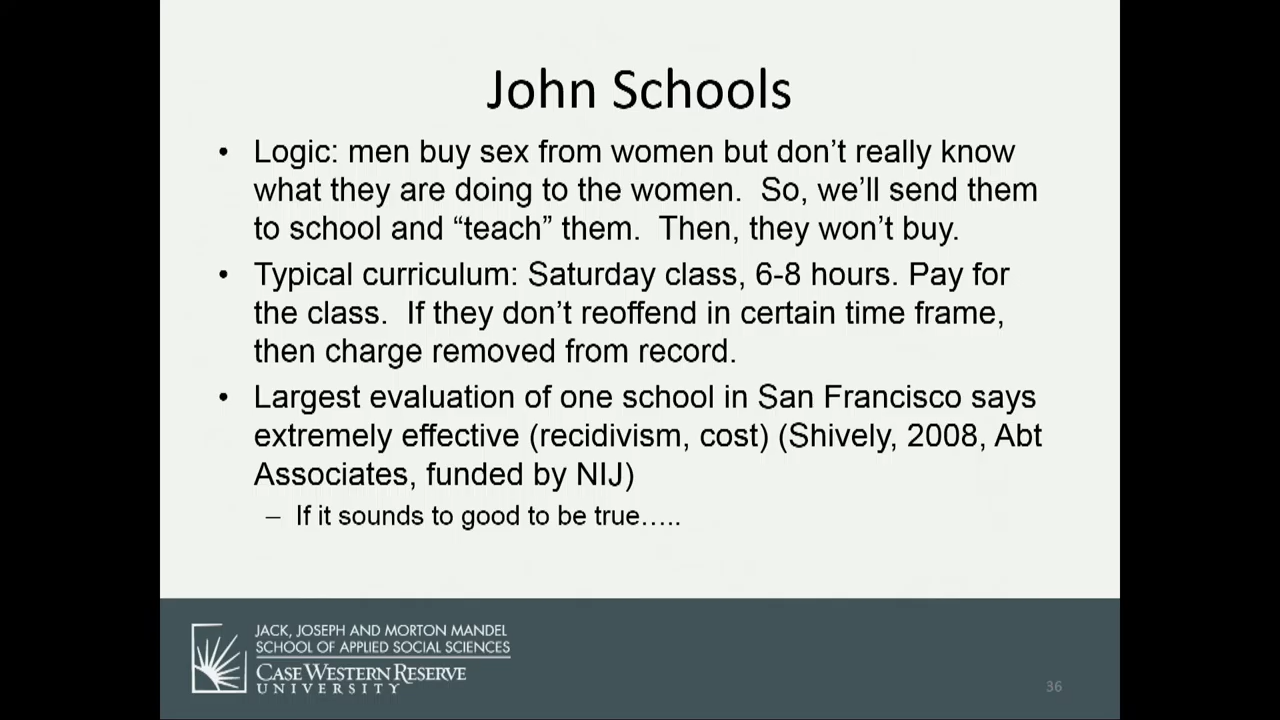 John Schools
• Logic: men buy sex from women but don’t really know
what they are doing to the women.  So, we’ll send them
to school and “teach” them.  Then, they won’t buy.
• Typical curriculum: Saturday class, 6-8 hours. Pay for
the class.  If they don’t reoffend in certain time frame,
then charge removed from record.
• Largest evaluation of one school in San Francisco says
extremely effective (recidivism, cost) (Shively, 2008, Abt
Associates, funded by NIJ)
– If it sounds to good to be true…..
JACK, JOSEPH AND MORTON MANDEL
SCHOOL OF APPLIED SOCIAL SCIENCES
CASE WESTERN RESERVE
UNIVERSITY
36